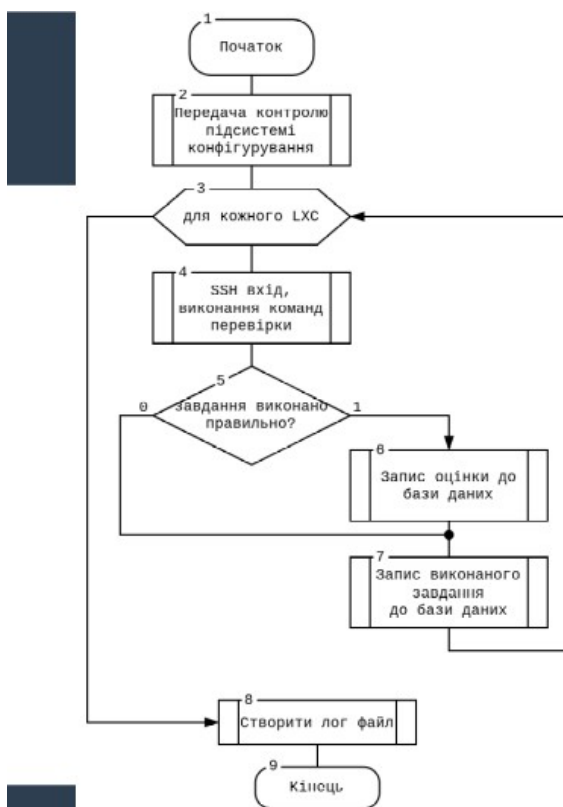 1
Початок
2
Передача контролю
підсистемі
конфігурування
3
для кожного LXC
4
SSH вхід,
виконання команд
перевірки
5
Завдання виконано
правильно?
0
1
6
Запис оцінки до
бази даних
7
Запис виконаного
завдання
до бази даних
8
Створити лог файл
9
Кінець